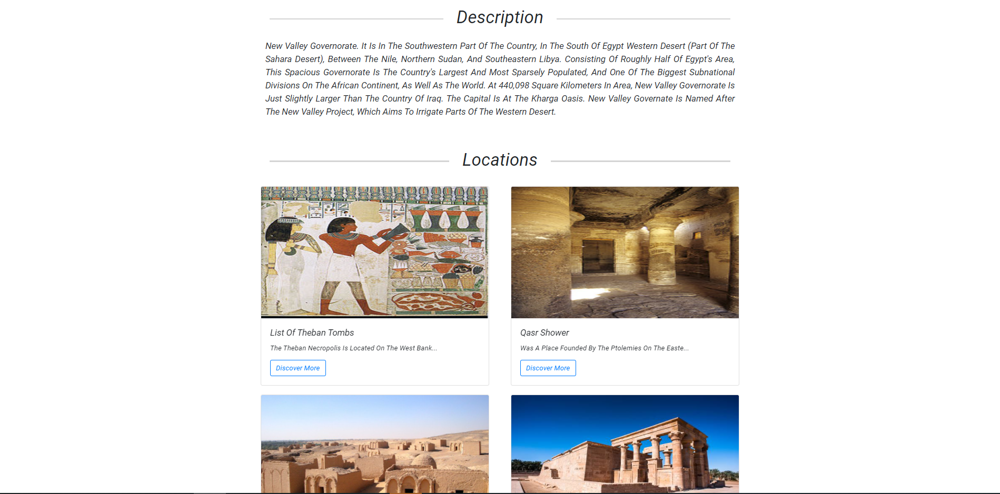 Description
New Valley Governorate. It Is In The Southwestern Part Of The Country, In The South Of Egypt Western Desert (Part Of The
Sahara Desert), Between The Nile, Northern Sudan, And Southeastern Libya. Consisting Of Roughly Half Of Egypt's Area,
This Spacious Governorate Is The Country's Largest And Most Sparsely Populated, And One Of The Biggest Subnational
Divisions On The African Continent, As Well As The World. At 440,098 Square Kilometers In Area, New Valley Governorate Is
Just Slightly Larger Than The Country Of Iraq. The Capital Is At The Kharga Oasis. New Valley Governate Is Named After
The New Valley Project, Which Aims To Irrigate Parts Of The Western Desert.
Locations
List Of Theban Tombs
The Theban Necropolis Is Located On The West Bank...
Discover More
Qasr Shower
Was A Place Founded By The Ptolemies On The Easte...
Discover More